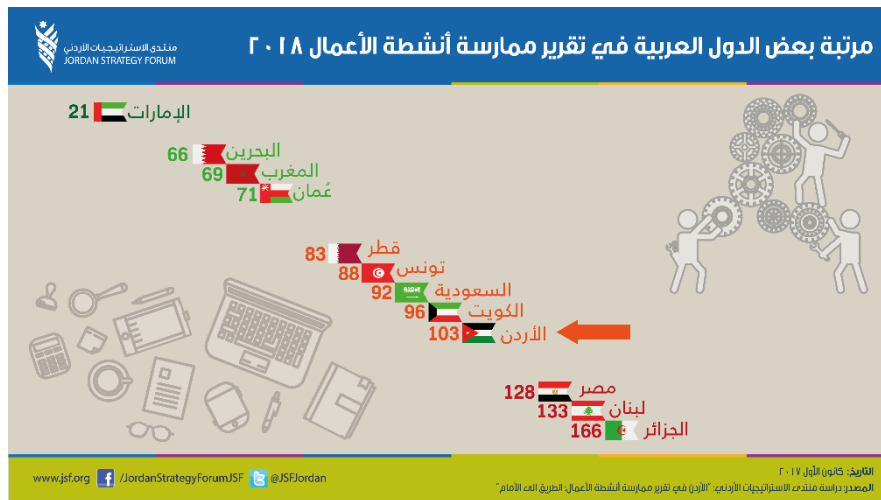 مرتبة بعض الدول العربية في تقرير ممارسة أنشطة الأعمال ٢٠١٨
منتدى الاستراتيجيات الأردني
JORDAN STRATEGY FORUM
الإمارات 21
البحرين 66
المغرب 69
عُمان 71
قطر 83
تونس 88
السعودية 92
الكويت 96
الأردن 103
مصر 128
لبنان 133
الجزائر 166
التاريخ: كانون الأول ٢٠١٧
المصدر: دراسة منتدى الاستراتيجيات الأردني: "الأردن في تقرير ممارسة أنشطة الأعمال: الطريق الى الأمام"
www.jsf.org /JordanStrategyForumJSF @JSFJordan